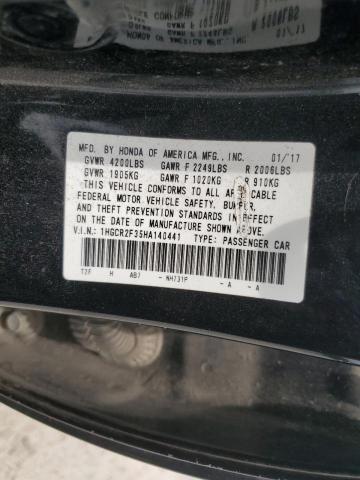 MFD. BY HONDA OF AMERICA MFG., INC. 01/17
GVWR 4200LBS GAWR F 2249LBS R 2006LBS
GVWR 1905KG GAWR F 1020KG R 910KG
THIS VEHICLE CONFORMS TO ALL APPLICABLE
FEDERAL MOTOR VEHICLE SAFETY, BUMPER,
AND THEFT PREVENTION STANDARDS IN EFFECT
ON THE DATE OF MANUFACTURE SHOWN ABOVE.
V.I.N.: 1HGCR2F35HA140441 TYPE: PASSENGER CAR
T2F H AB7 - NH731P - A - A